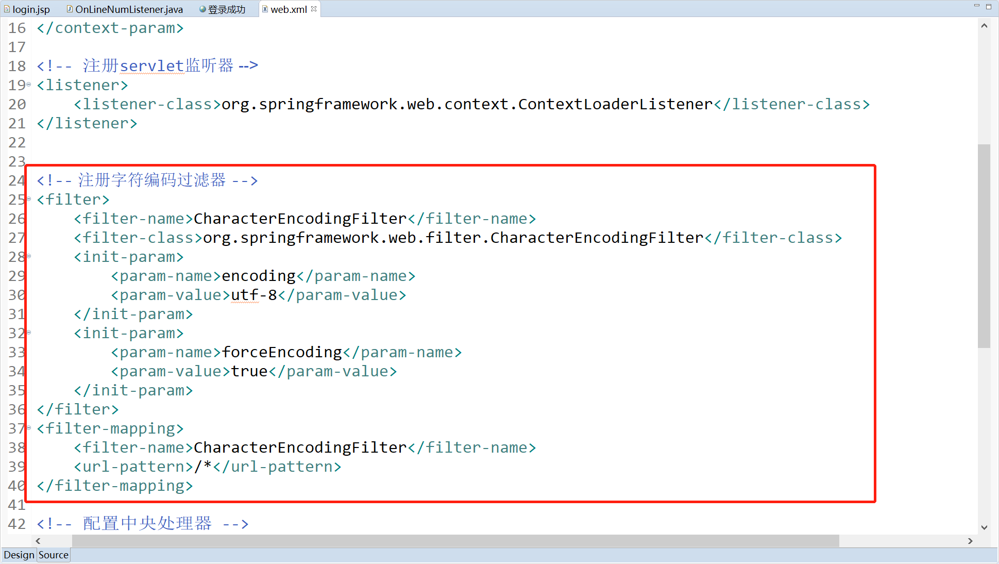 login.jsp OnLineNumListener.java 登录成功 web.xml
16 </context-param>
17
18 <!-- 注册servlet监听器 -->
19 <listener>
20 <listener-class>org.springframework.web.context.ContextLoaderListener</listener-class>
21 </listener>
22
23
24 <!-- 注册字符编码过滤器 -->
25 <filter>
26 <filter-name>CharacterEncodingFilter</filter-name>
27 <filter-class>org.springframework.web.filter.CharacterEncodingFilter</filter-class>
28 <init-param>
29 <param-name>encoding</param-name>
30 <param-value>utf-8</param-value>
31 </init-param>
32 <init-param>
33 <param-name>forceEncoding</param-name>
34 <param-value>true</param-value>
35 </init-param>
36 </filter>
37 <filter-mapping>
38 <filter-name>CharacterEncodingFilter</filter-name>
39 <url-pattern>/*</url-pattern>
40 </filter-mapping>
41
42 <!-- 配置中央处理器 -->
Design Source